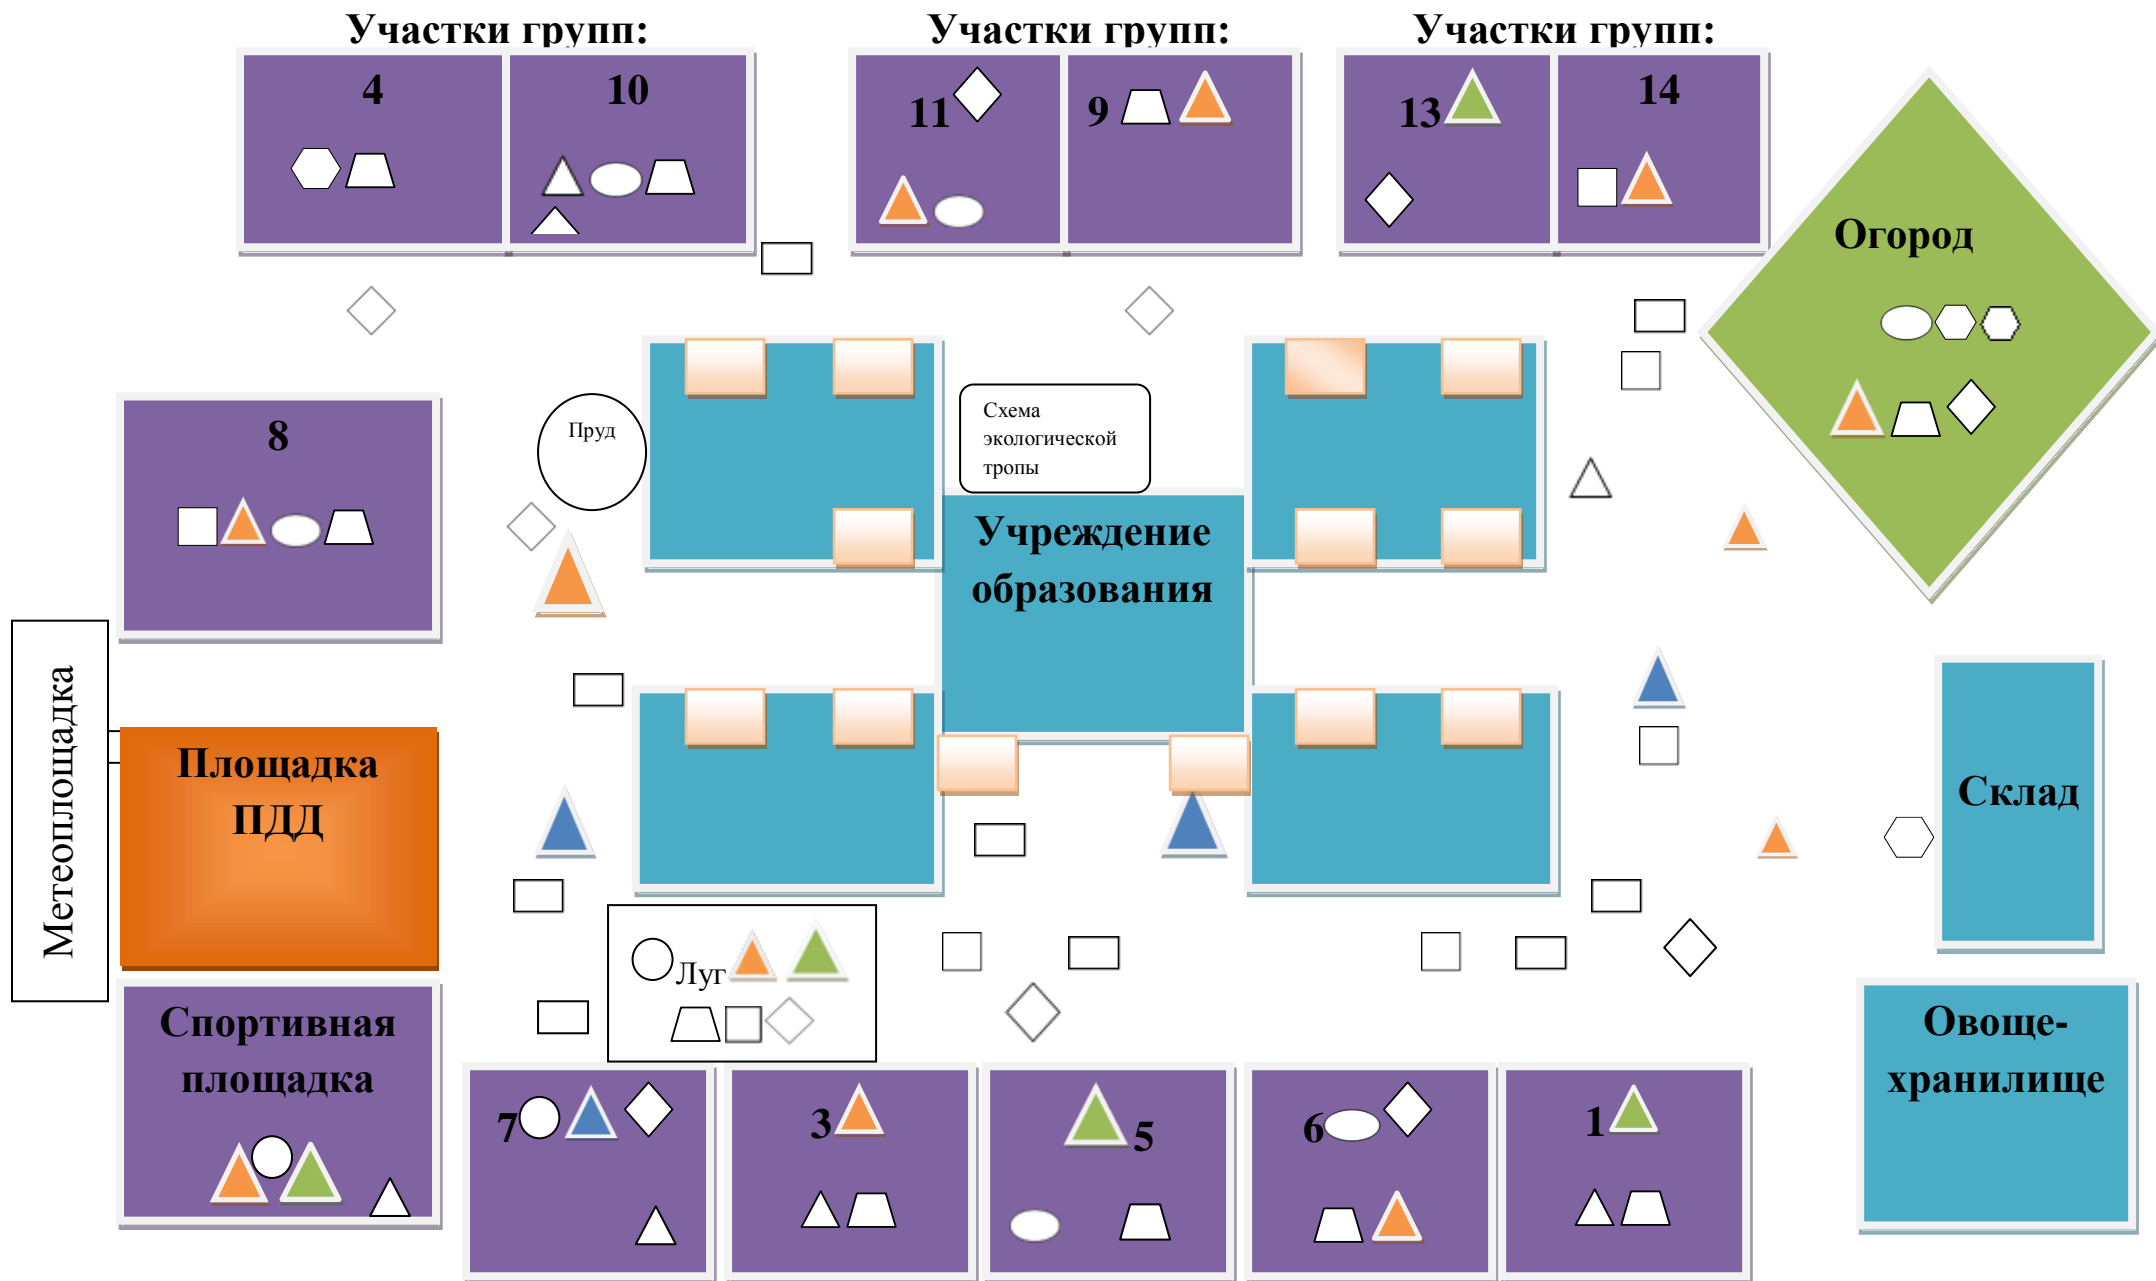 Участки групп:
Участки групп:
Участки групп:
4
10
11
9
13
14
Огород
8
Пруд
Схема
экологической
тропы
Учреждение
образования
Метеоплощадка
Площадка
ПДД
Склад
Луг
Спортивная
площадка
Овоще-
хранилище
7
3
5
6
1